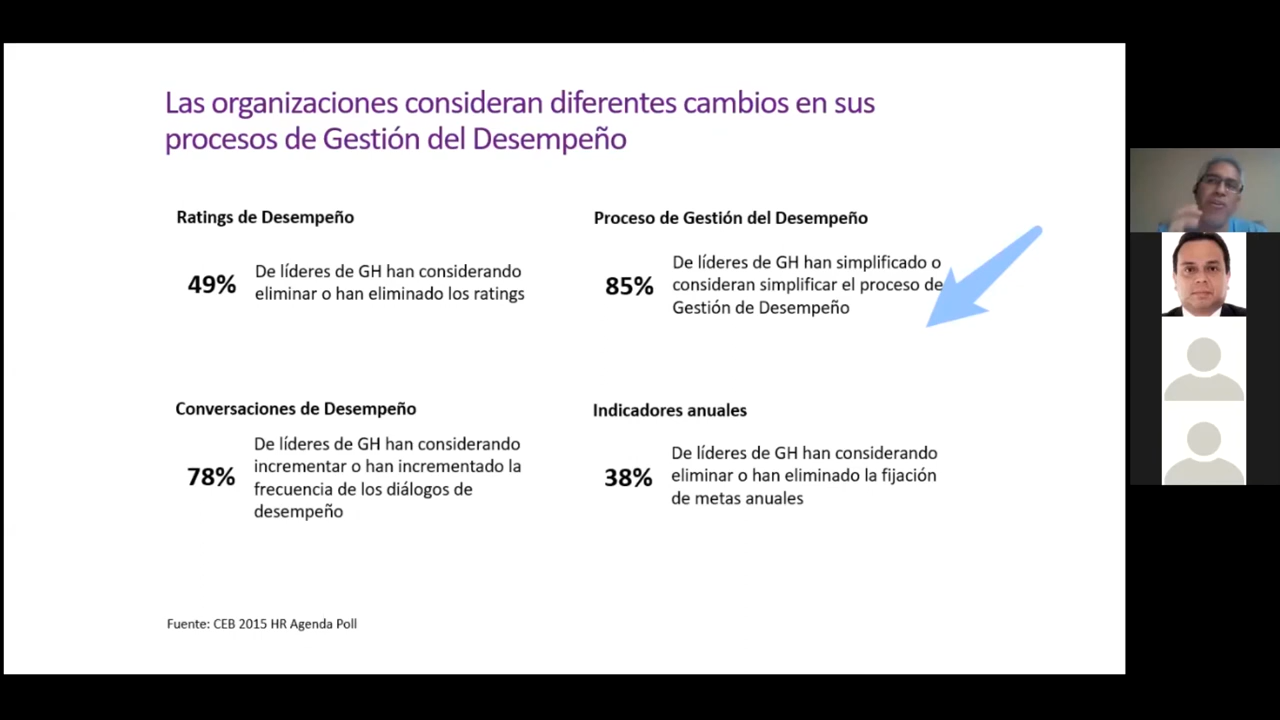 Las organizaciones consideran diferentes cambios en sus
procesos de Gestión del Desempeño
Ratings de Desempeño
49%
De líderes de GH han considerando
eliminar o han eliminado los ratings
Proceso de Gestión del Desempeño
85%
De líderes de GH han simplificado o
consideran simplificar el proceso de
Gestión de Desempeño
Conversaciones de Desempeño
78%
De líderes de GH han considerando
incrementar o han incrementado la
frecuencia de los diálogos de
desempeño
Indicadores anuales
38%
De líderes de GH han considerando
eliminar o han eliminado la fijación
de metas anuales
Fuente: CEB 2015 HR Agenda Poll